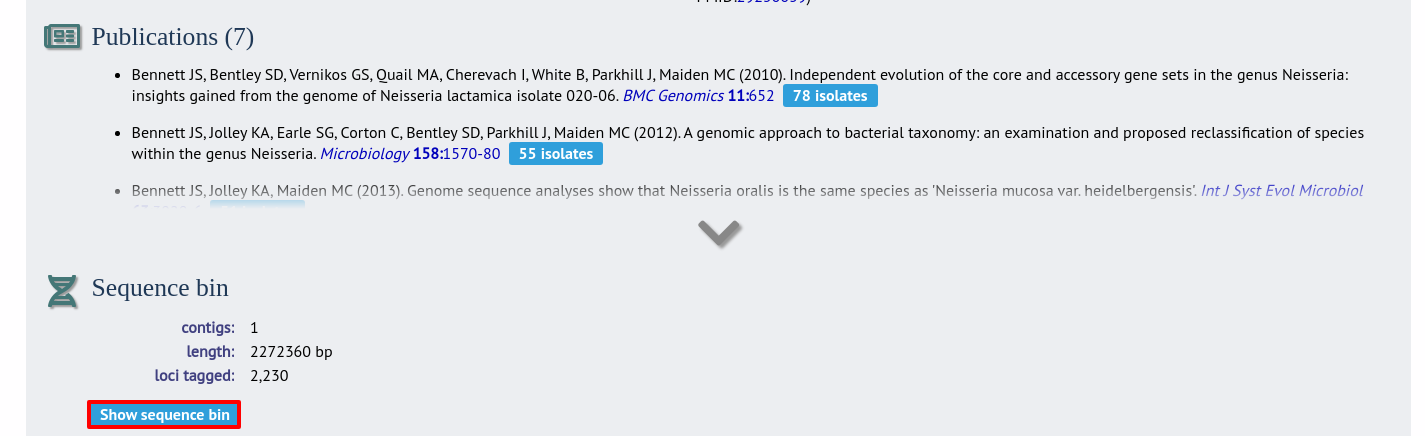 Publications (7)
• Bennett JS, Bentley SD, Vernikos GS, Quail MA, Cherevach I, White B, Parkhill J, Maiden MC (2010). Independent evolution of the core and accessory gene sets in the genus Neisseria:
insights gained from the genome of Neisseria lactamica isolate 020-06. BMC Genomics 11:652 78 isolates
• Bennett JS, Jolley KA, Earle SG, Corton C, Bentley SD, Parkhill J, Maiden MC (2012). A genomic approach to bacterial taxonomy: an examination and proposed reclassification of species
within the genus Neisseria. Microbiology 158:1570-80 55 isolates
• Bennett JS, Jolley KA, Maiden MC (2013). Genome sequence analyses show that Neisseria oralis is the same species as 'Neisseria mucosa var. heidelbergensis'. Int J Syst Evol Microbiol
Sequence bin
contigs: 1
length: 2272360 bp
loci tagged: 2,230
Show sequence bin